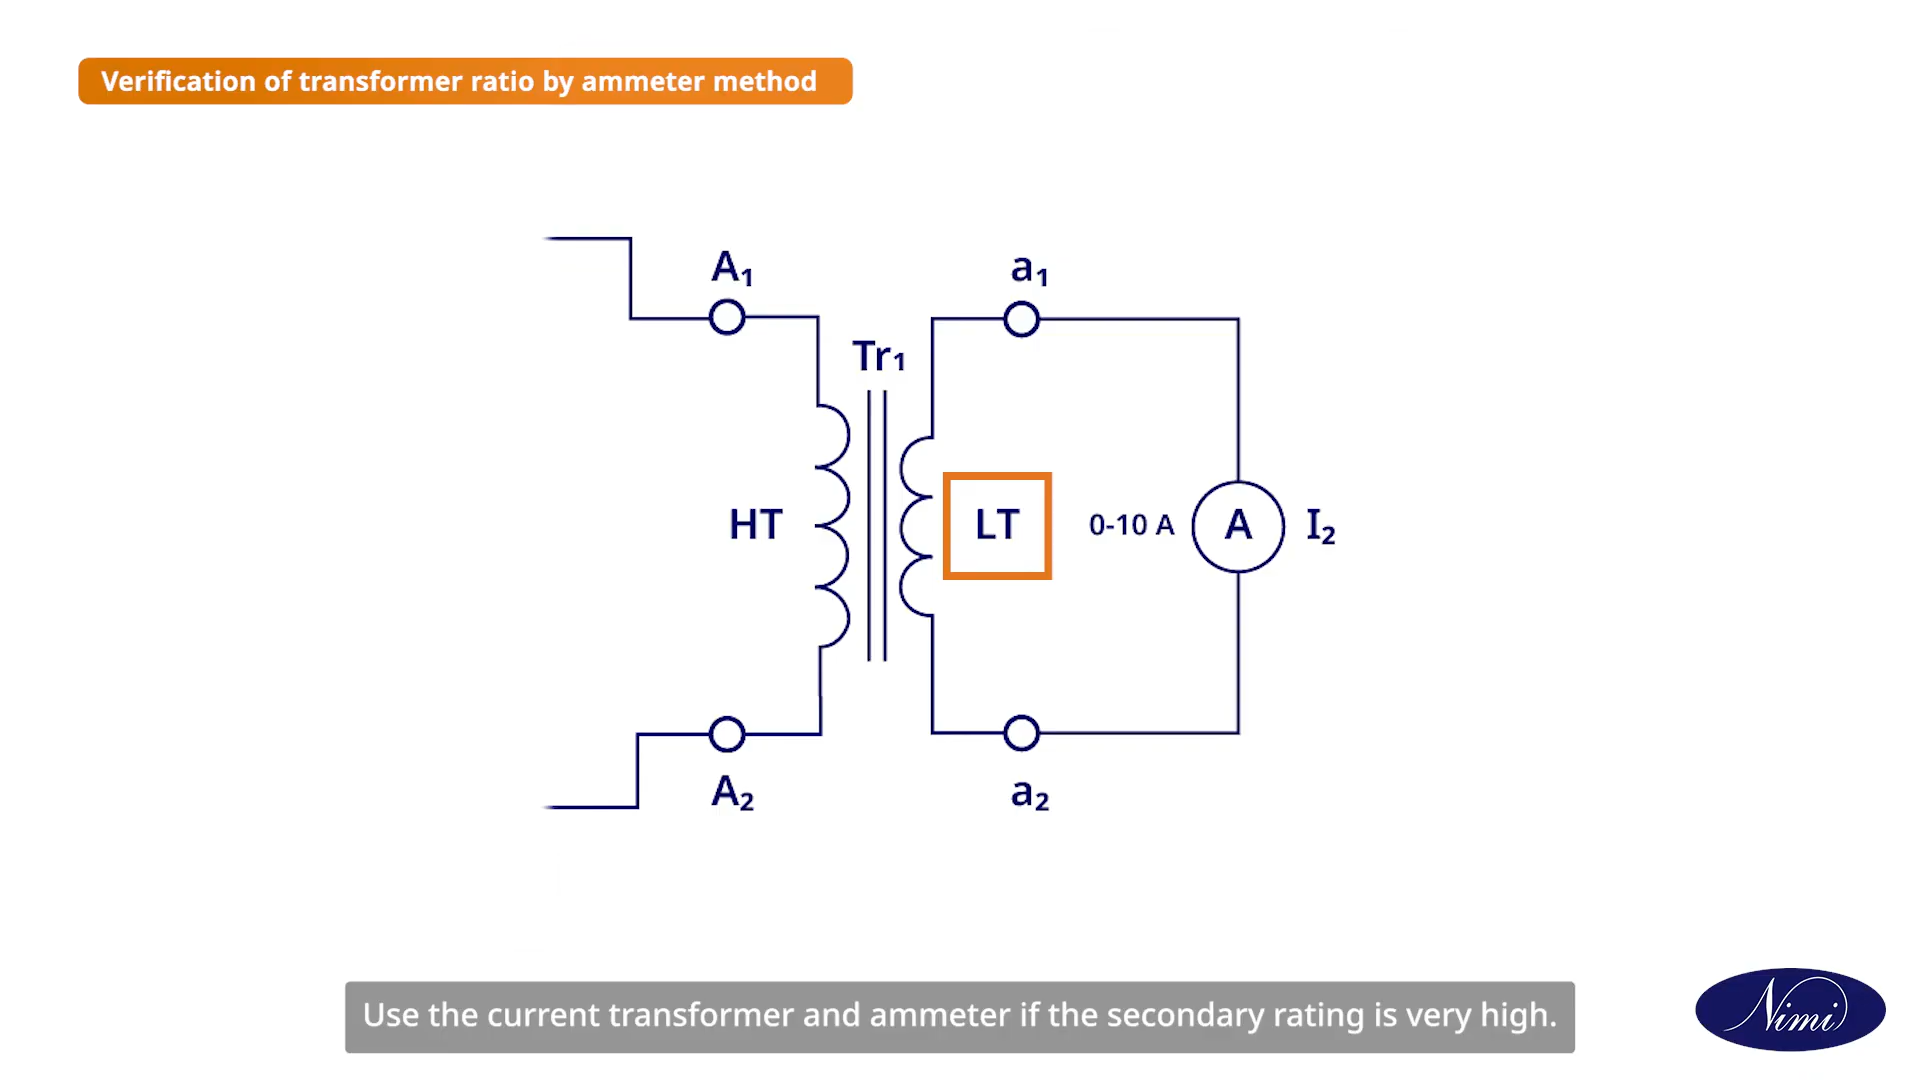 Verification of transformer ratio by ammeter method
A₁
a₁
Tr₁
HT
LT
0-10 A
A
I₂
A₂
a₂
Use the current transformer and ammeter if the secondary rating is very high.
Nimi